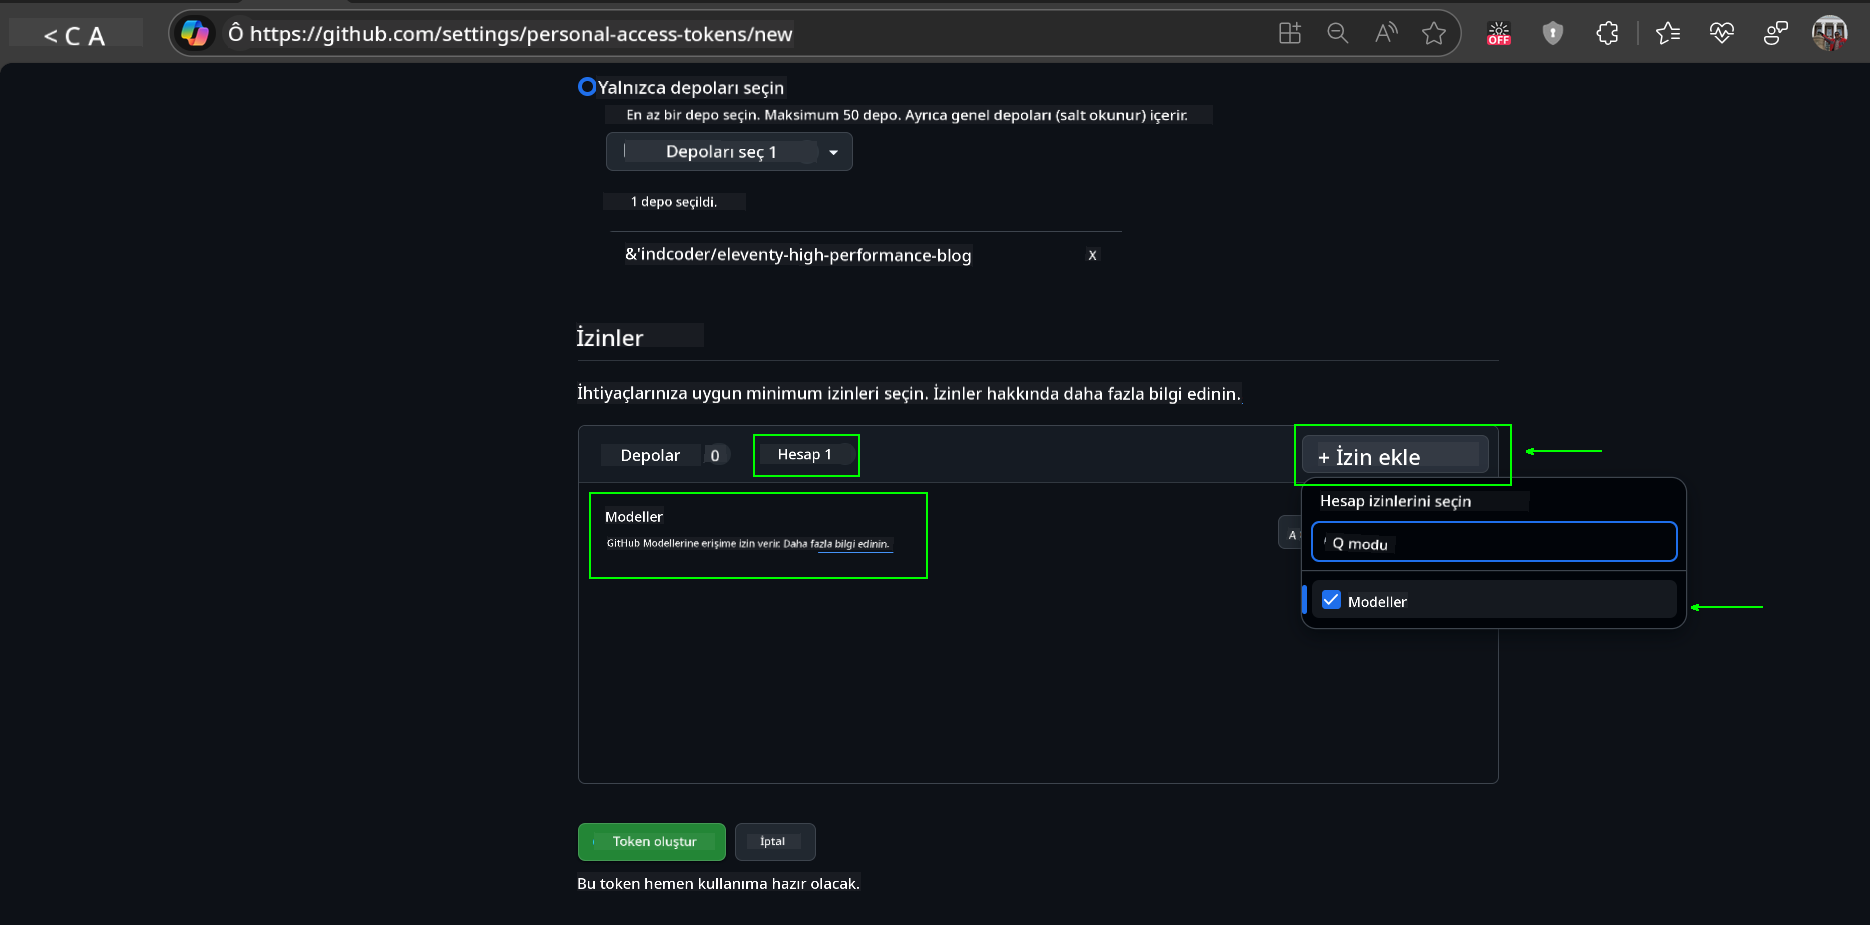 < C A
Ô https://github.com/settings/personal-access-tokens/new
OFF
Yalnızca depoları seçin
En az bir depo seçin. Maksimum 50 depo. Ayrıca genel depoları (salt okunur) içerir.
Depoları seç 1
1 depo seçildi.
&'indcoder/eleventy-high-performance-blog
X
İzinler
İhtiyaçlarınıza uygun minimum izinleri seçin. İzinler hakkında daha fazla bilgi edinin.
Depolar 0
Hesap 1
+ İzin ekle
Hesap izinlerini seçin
Modeller
GitHub Modellerine erişime izin verir. Daha fazla bilgi edinin.
A
Q modu
Modeller
Token oluştur
İptal
Bu token hemen kullanıma hazır olacak.